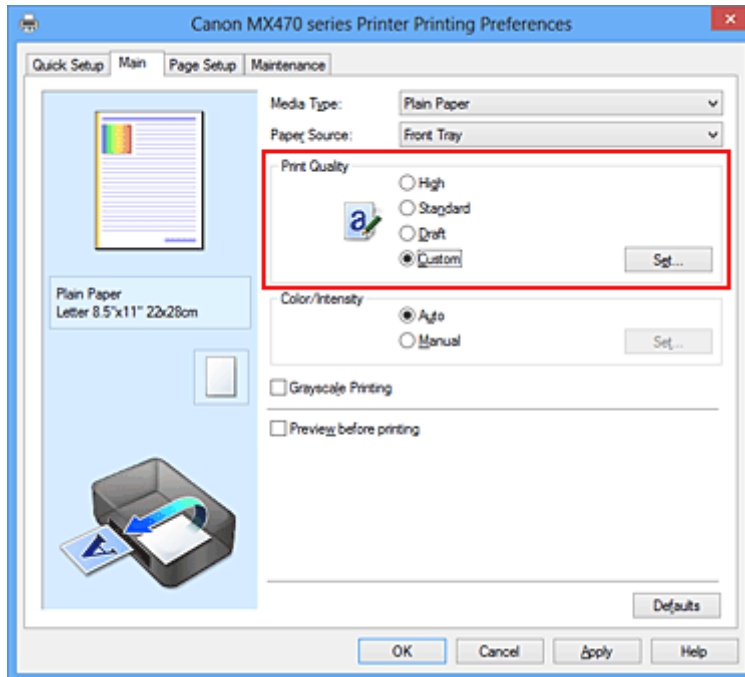 Canon MX470 series Printer Printing Preferences
Quick Setup Main Page Setup Maintenance
Media Type: Plain Paper
Paper Source: Front Tray
Print Quality
High
a Standard
Draft
Custom Set...
Plain Paper
Letter 8.5"x11" 22x28cm
Color/Intensity
Auto
Manual Set...
Grayscale Printing
Preview before printing
A
Defaults
OK Cancel Apply Help